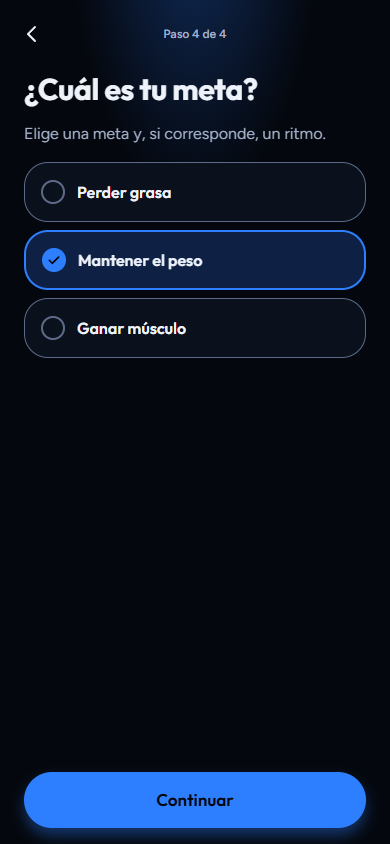 Paso 4 de 4
¿Cuál es tu meta?
Elige una meta y, si corresponde, un ritmo.
Perder grasa
Mantener el peso
Ganar músculo
Continuar